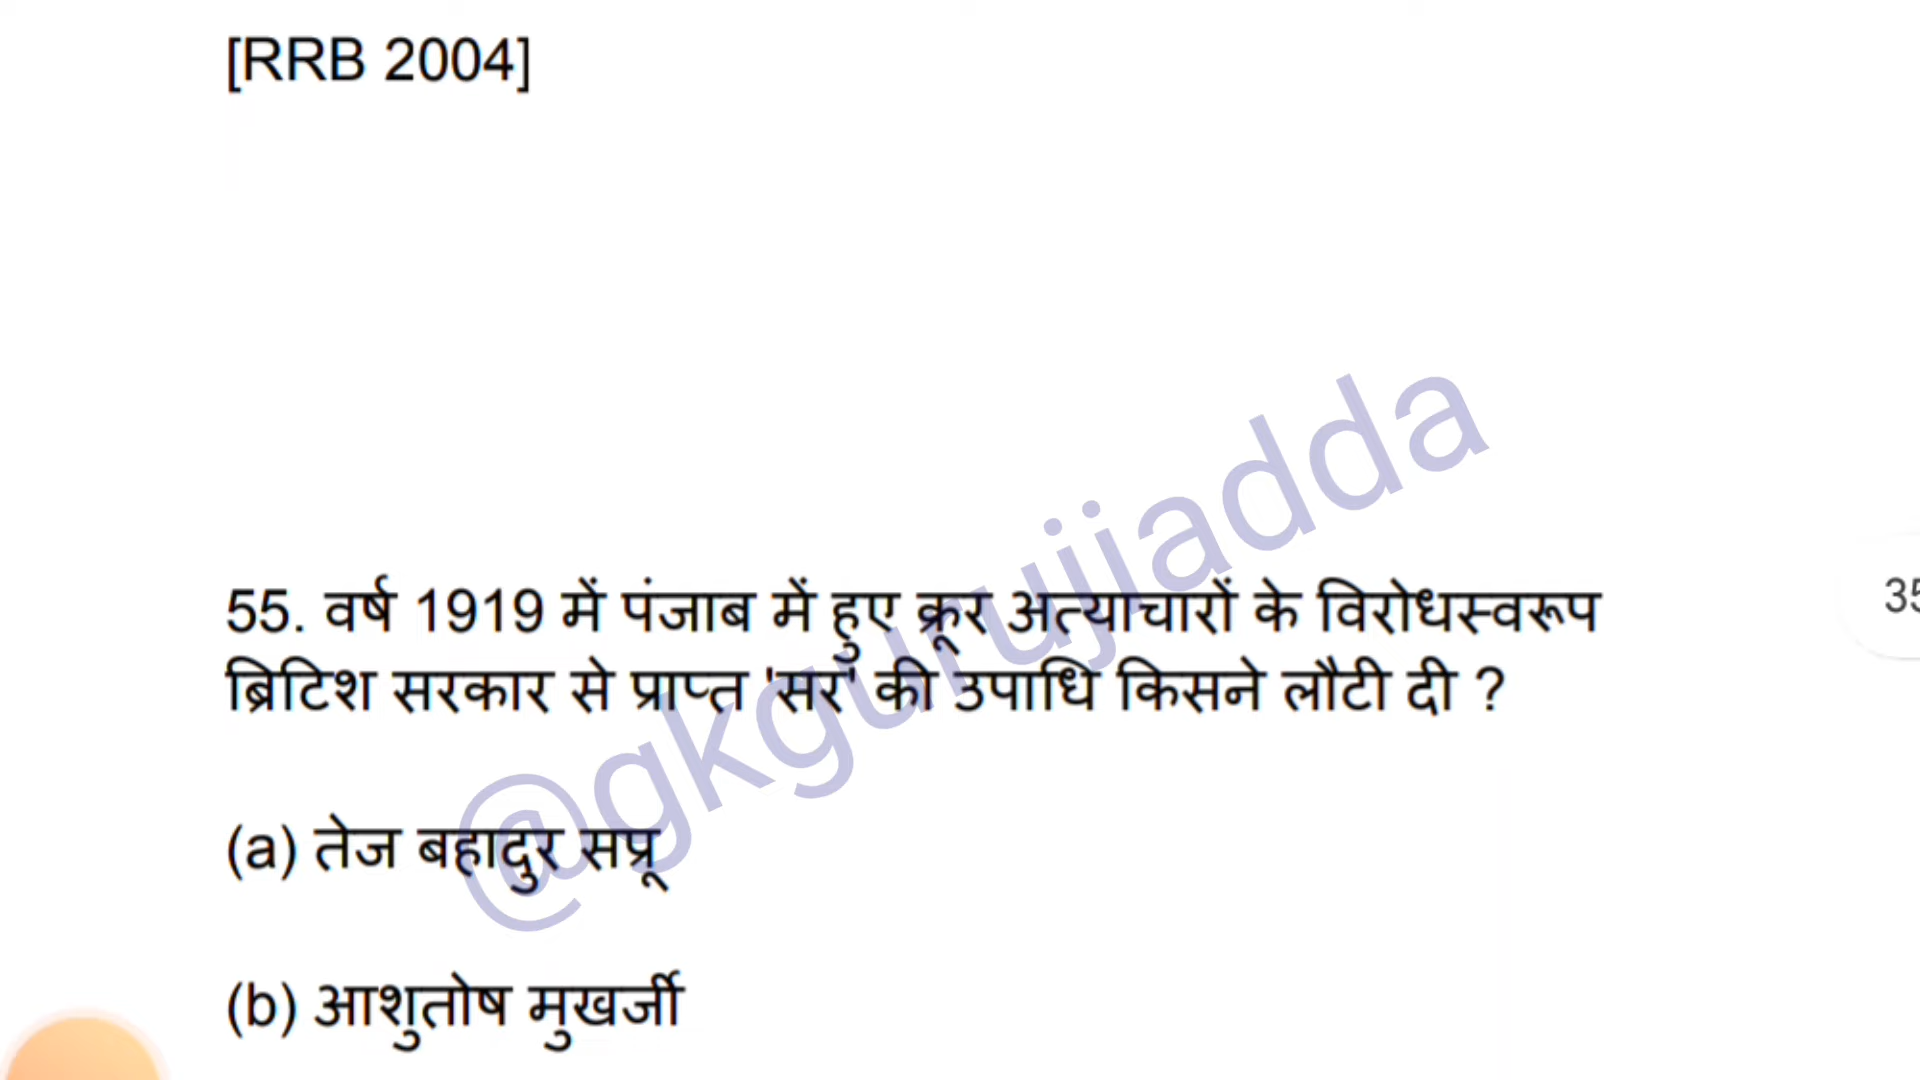 [RRB 2004]
55. वर्ष 1919 में पंजाब में हुए क्रूर अत्याचारों के विरोधस्वरूप
ब्रिटिश सरकार से प्राप्त 'सर' की उपाधि किसने लौटी दी ?
(a) तेज बहादुर सप्रू
(b) आशुतोष मुखर्जी
@gkgurujiadda